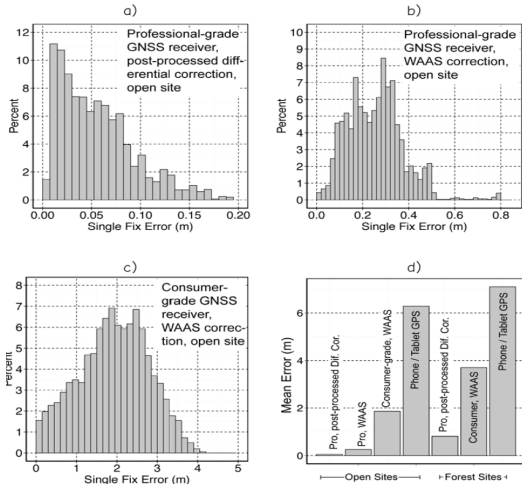 a)
Professional-grade
GNSS receiver,
post-processed dif-
ferential correction,
open site
12
10
8
6
4
2
0
Percent
0.00 0.05 0.10 0.15 0.20
Single Fix Error (m)
b)
Professional-grade
GNSS receiver,
WAAS correction,
open site
10
9
8
7
6
5
4
3
2
1
0
Percent
0.0 0.2 0.4 0.6 0.8
Single Fix Error (m)
c)
Consumer-
grade GNSS
receiver,
WAAS correc-
tion, open site
8
7
6
5
4
3
2
1
0
Percent
0 1 2 3 4 5
Single Fix Error (m)
d)
6
4
2
0
Mean Error (m)
Pro, post-processed Dif. Cor.
Pro, WAAS
Consumer-grade, WAAS
Phone / Tablet GPS
Pro, post-processed Dif. Cor.
Consumer, WAAS
Phone / Tablet GPS
Open Sites
Forest Sites